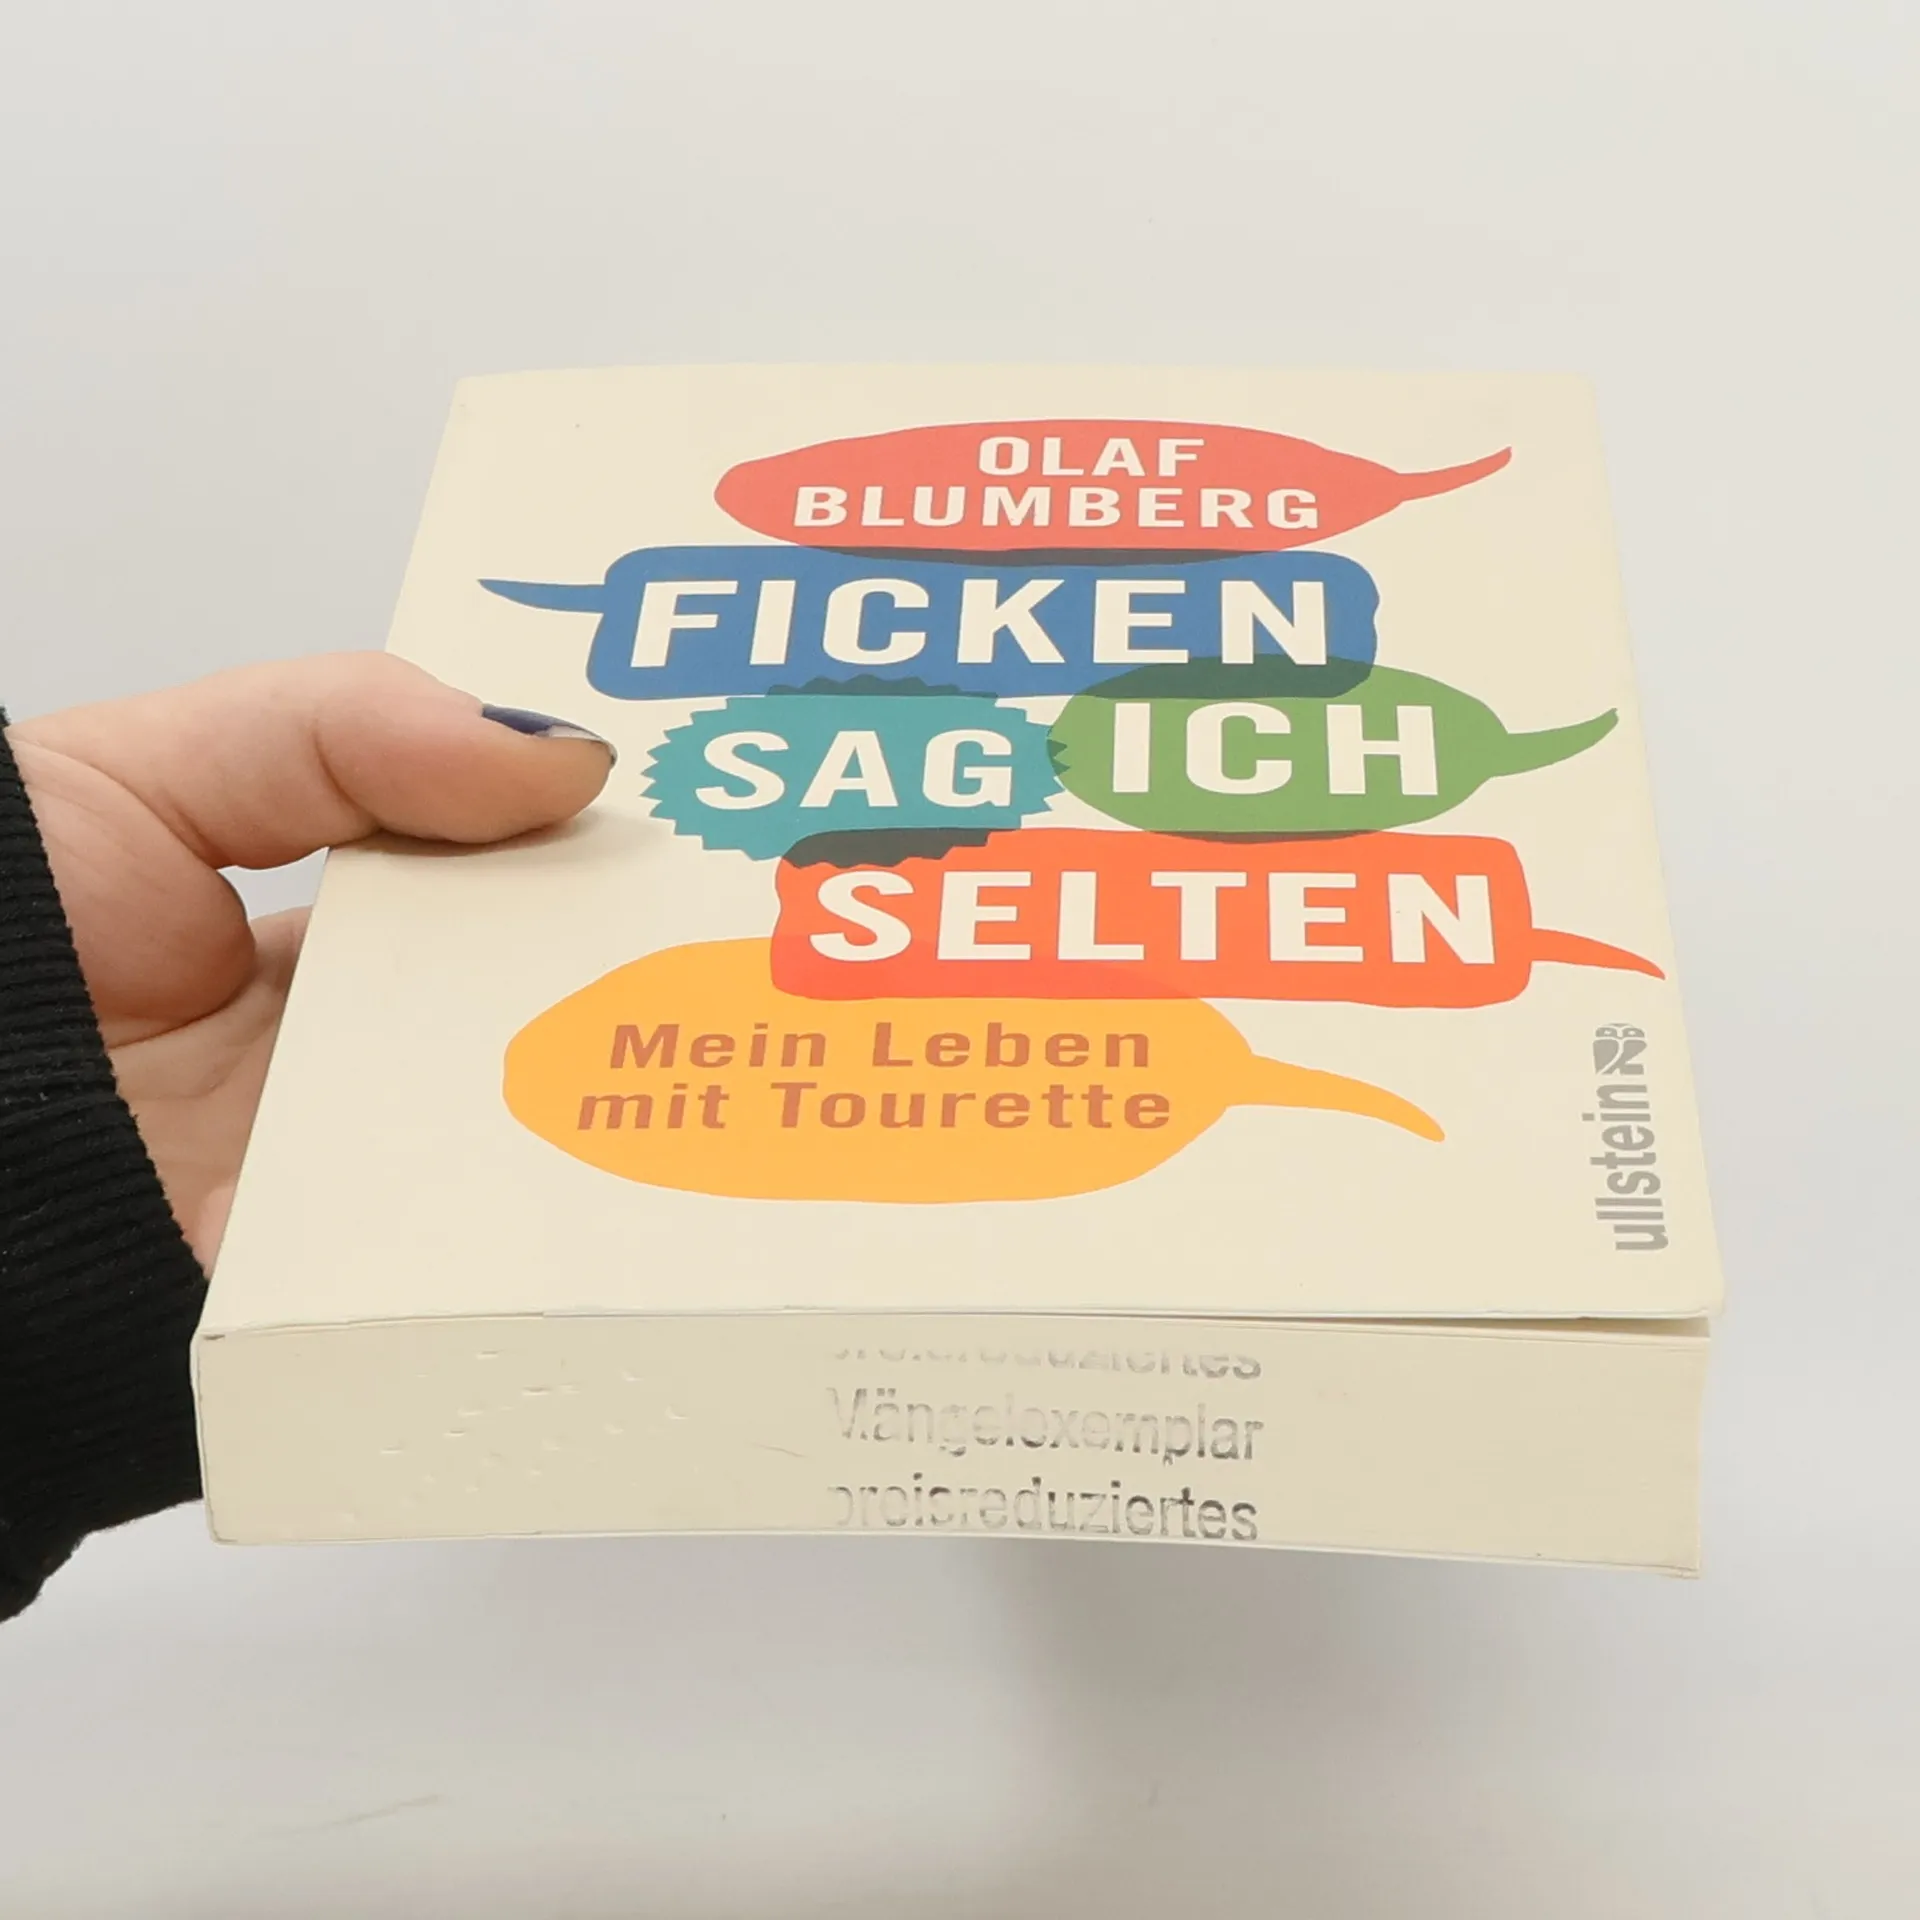 OLAF
BLUMBERG
FICKEN
SAG ICH
SELTEN
Mein Leben
mit Tourette
ullstein
Mängelexemplar
preisreduziertes